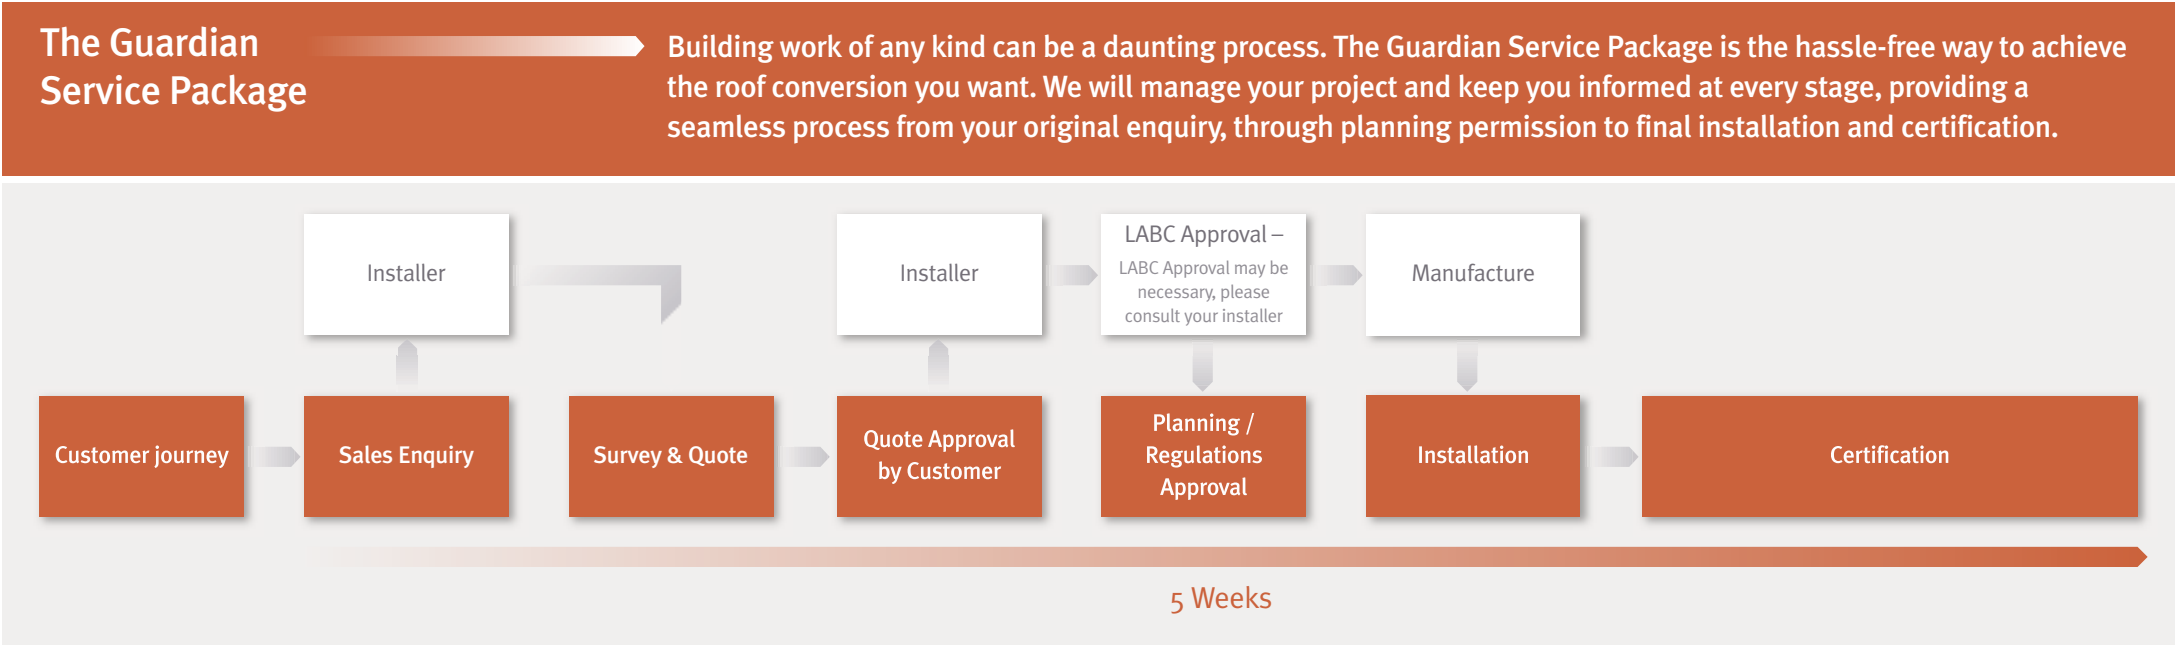 The Guardian
Service Package
Building work of any kind can be a daunting process. The Guardian Service Package is the hassle-free way to achieve
the roof conversion you want. We will manage your project and keep you informed at every stage, providing a
seamless process from your original enquiry, through planning permission to final installation and certification.
Installer
Installer
LABC Approval –
LABC Approval may be
necessary, please
consult your installer
Manufacture
Customer journey
Sales Enquiry
Survey & Quote
Quote Approval
by Customer
Planning /
Regulations
Approval
Installation
Certification
5 Weeks